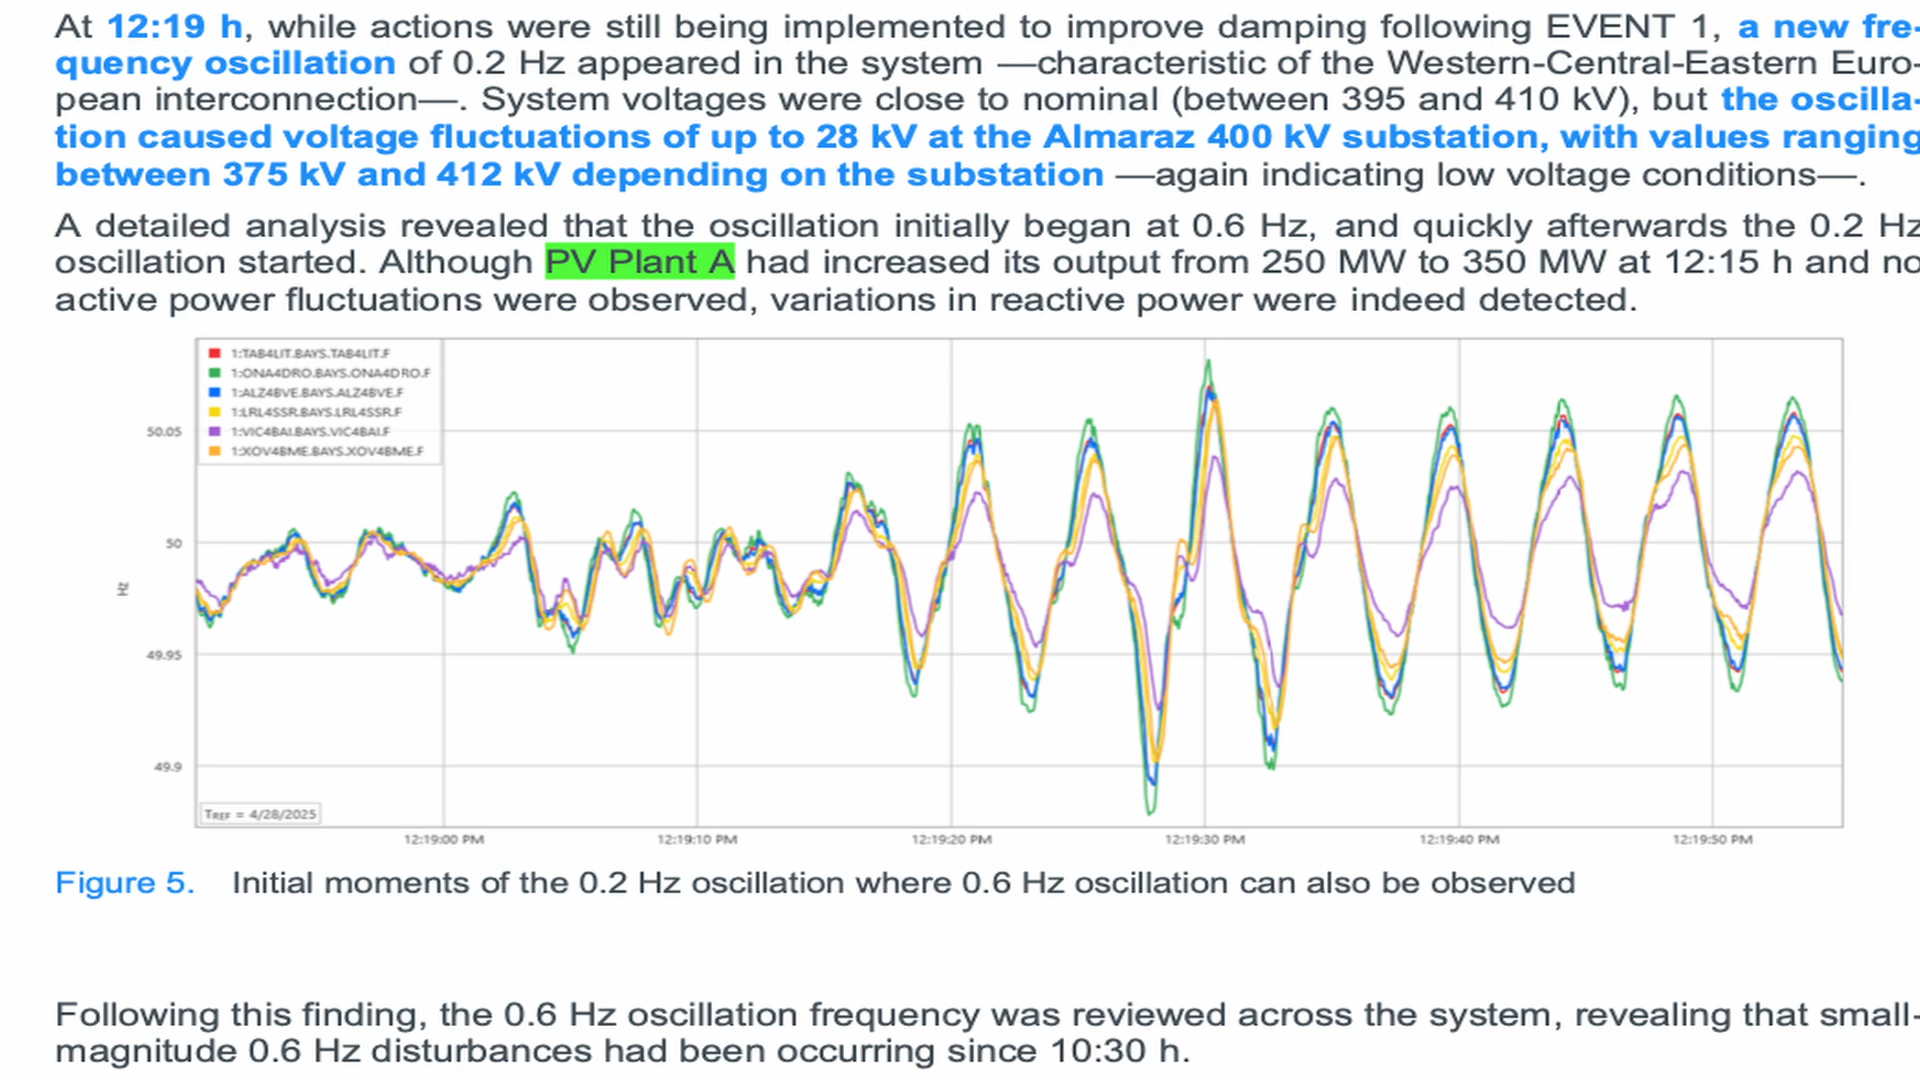 At 12:19 h, while actions were still being implemented to improve damping following EVENT 1, a new fre-
quency oscillation of 0.2 Hz appeared in the system —characteristic of the Western-Central-Eastern Euro-
pean interconnection—. System voltages were close to nominal (between 395 and 410 kV), but the oscilla-
tion caused voltage fluctuations of up to 28 kV at the Almaraz 400 kV substation, with values ranging
between 375 kV and 412 kV depending on the substation —again indicating low voltage conditions—.
A detailed analysis revealed that the oscillation initially began at 0.6 Hz, and quickly afterwards the 0.2 Hz
oscillation started. Although PV Plant A had increased its output from 250 MW to 350 MW at 12:15 h and no
active power fluctuations were observed, variations in reactive power were indeed detected.
1:TAB4LIT.BAYS.TAB4LIT.F
1:ONA4DRO.BAYS.ONA4DRO.F
1:ALZ4BVE.BAYS.ALZ4BVE.F
1:LRL4SSR.BAYS.LRL4SSR.F
1:VIC4BAI.BAYS.VIC4BAI.F
1:XOV4BME.BAYS.XOV4BME.F
50.05
50
Hz
49.95
49.9
TREF = 4/28/2025
12:19:00 PM 12:19:10 PM 12:19:20 PM 12:19:30 PM 12:19:40 PM 12:19:50 PM
Figure 5. Initial moments of the 0.2 Hz oscillation where 0.6 Hz oscillation can also be observed
Following this finding, the 0.6 Hz oscillation frequency was reviewed across the system, revealing that small-
magnitude 0.6 Hz disturbances had been occurring since 10:30 h.